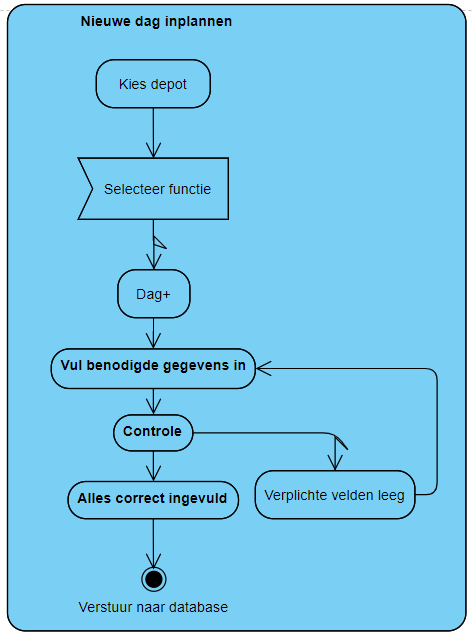 Nieuwe dag inplannen
Kies depot
Selecteer functie
Dag+
Vul benodigde gegevens in
Controle
Verplichte velden leeg
Alles correct ingevuld
Verstuur naar database